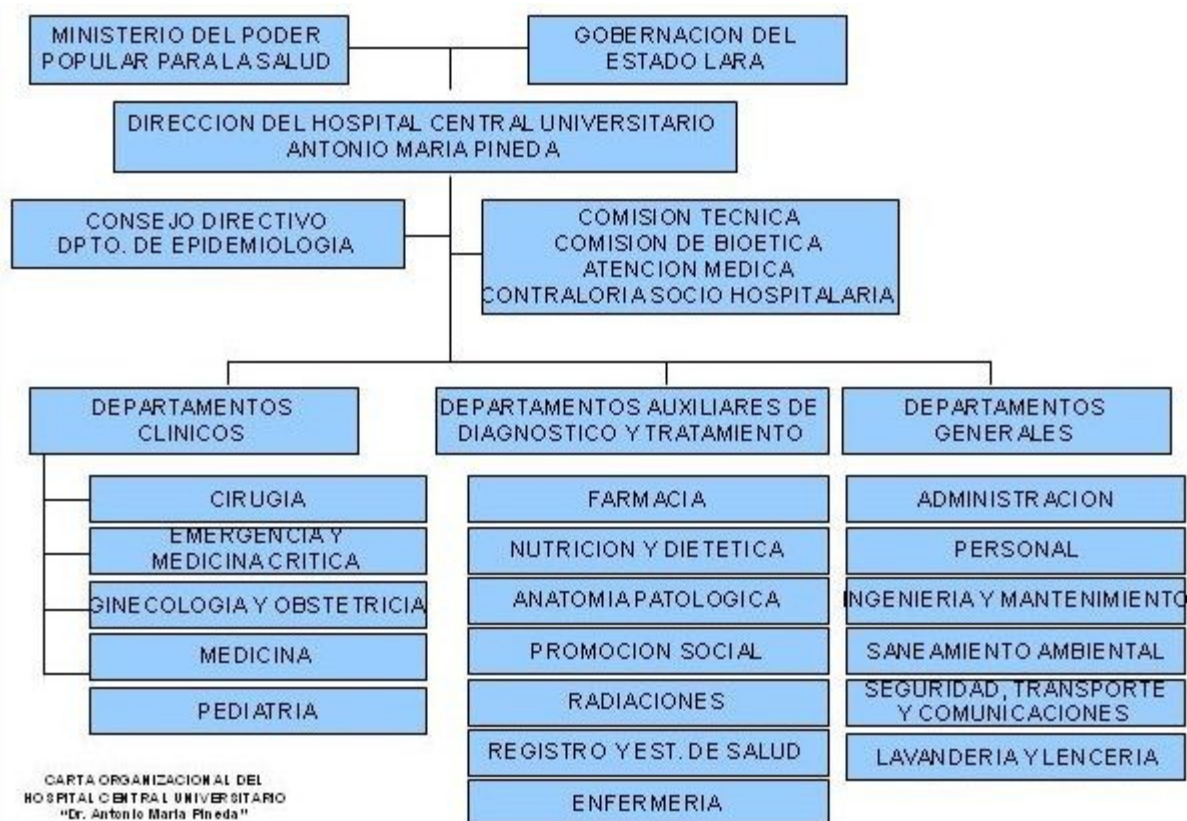 MINISTERIO DEL PODER
POPULAR PARA LA SALUD
GOBERNACION DEL
ESTADO LARA
DIRECCION DEL HOSPITAL CENTRAL UNIVERSITARIO
ANTONIO MARIA PINEDA
CONSEJO DIRECTIVO
DPTO. DE EPIDEMIOLOGIA
COMISION TECNICA
COMISION DE BIOETICA
ATENCION MEDICA
CONTRALORIA SOCIO HOSPITALARIA
DEPARTAMENTOS
CLINICOS
CIRUGIA
EMERGENCIA Y
MEDICINA CRITICA
GINECOLOGIA Y OBSTETRICIA
MEDICINA
PEDIATRIA
DEPARTAMENTOS AUXILIARES DE
DIAGNOSTICO Y TRATAMIENTO
FARMACIA
NUTRICION Y DIETETICA
ANATOMIA PATOLOGICA
PROMOCION SOCIAL
RADIACIONES
REGISTRO Y EST. DE SALUD
ENFERMERIA
DEPARTAMENTOS
GENERALES
ADMINISTRACION
PERSONAL
INGENIERIA Y MANTENIMIENTO
SANEAMIENTO AMBIENTAL
SEGURIDAD, TRANSPORTE
Y COMUNICACIONES
LAVANDERIA Y LENCERIA
CARTA ORGANIZACIONAL DEL
HOSPITAL CENTRAL UNIVERSITARIO
"Dr. Antonio Maria Pineda"